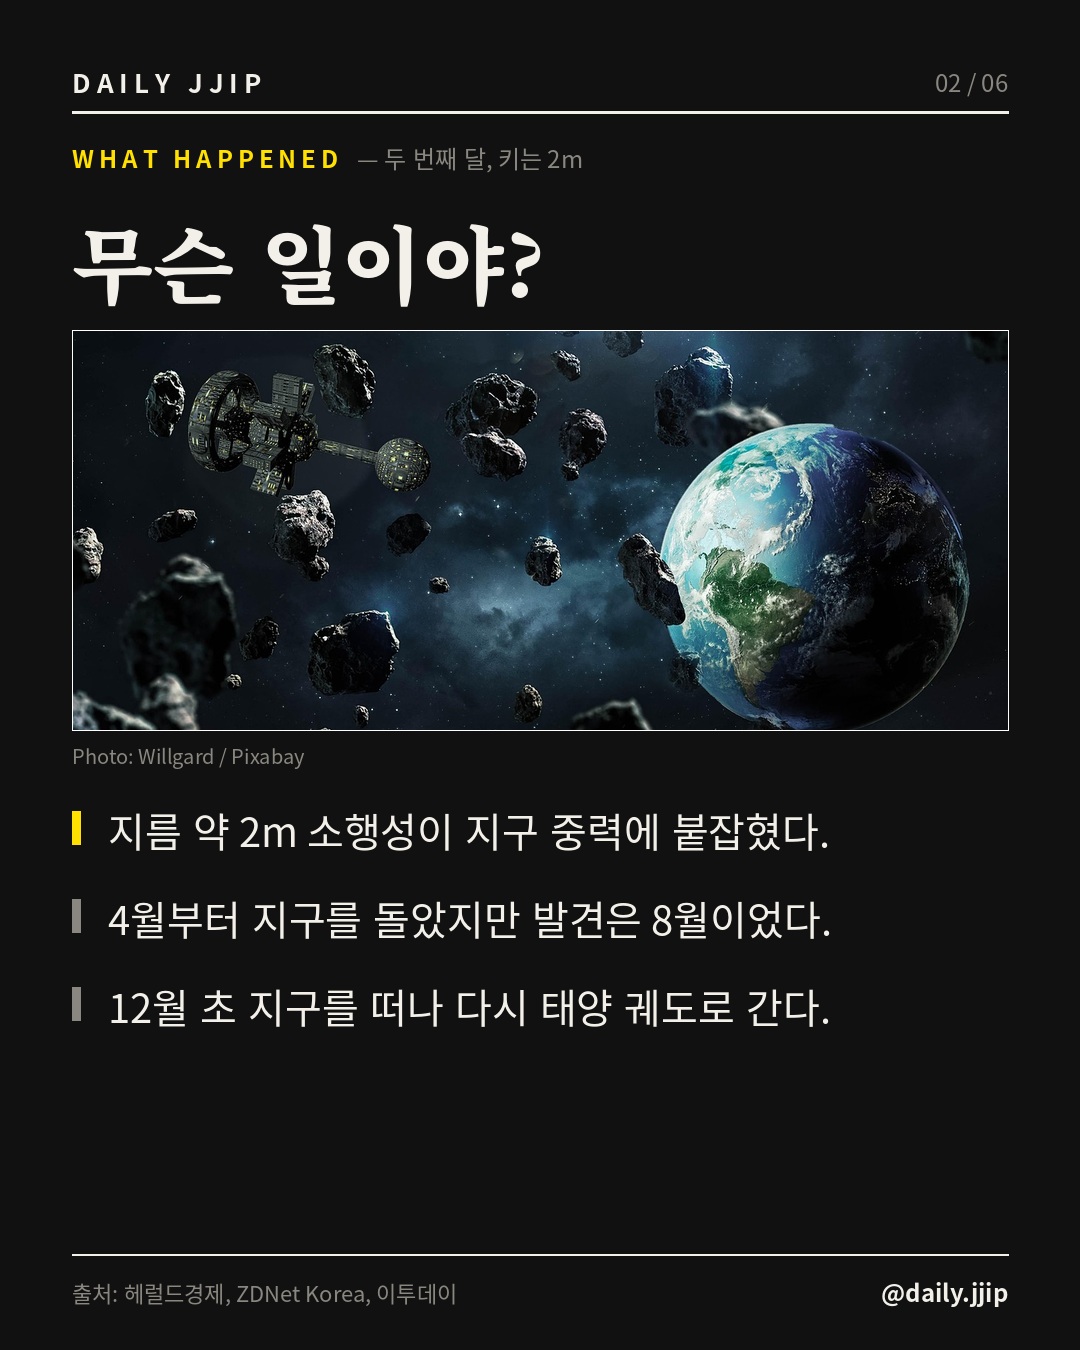 DAILY JJIP
02 / 06
WHAT HAPPENED — 두 번째 달, 키는 2m
무슨 일이야?
Photo: Willgard / Pixabay
지름 약 2m 소행성이 지구 중력에 붙잡혔다.
4월부터 지구를 돌았지만 발견은 8월이었다.
12월 초 지구를 떠나 다시 태양 궤도로 간다.
출처: 헤럴드경제, ZDNet Korea, 이투데이
@daily.jjip